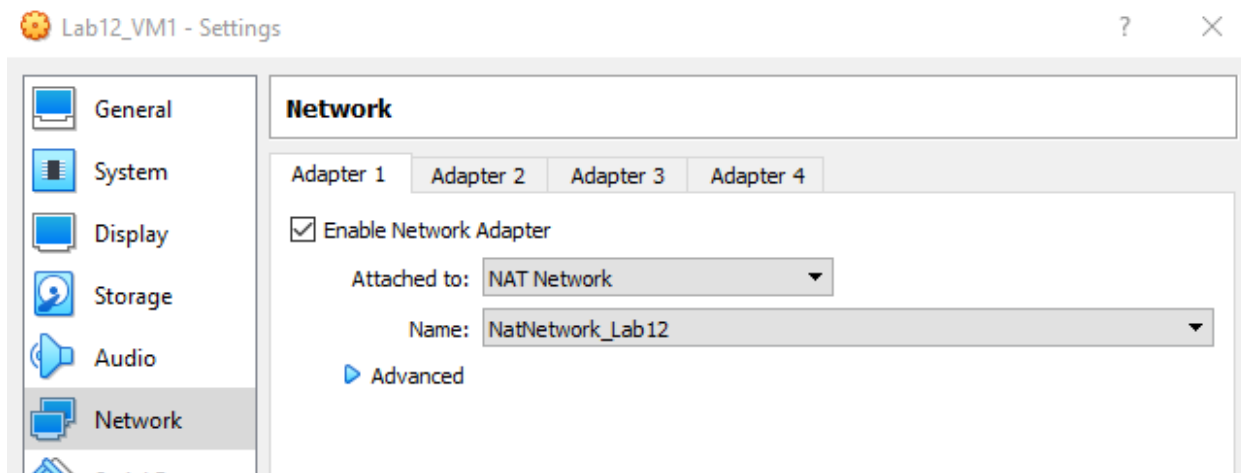 Lab12_VM1 - Settings ? ×
General
System
Display
Storage
Audio
Network
Network
Adapter 1 Adapter 2 Adapter 3 Adapter 4
Enable Network Adapter
Attached to: NAT Network
Name: NatNetwork_Lab12
Advanced